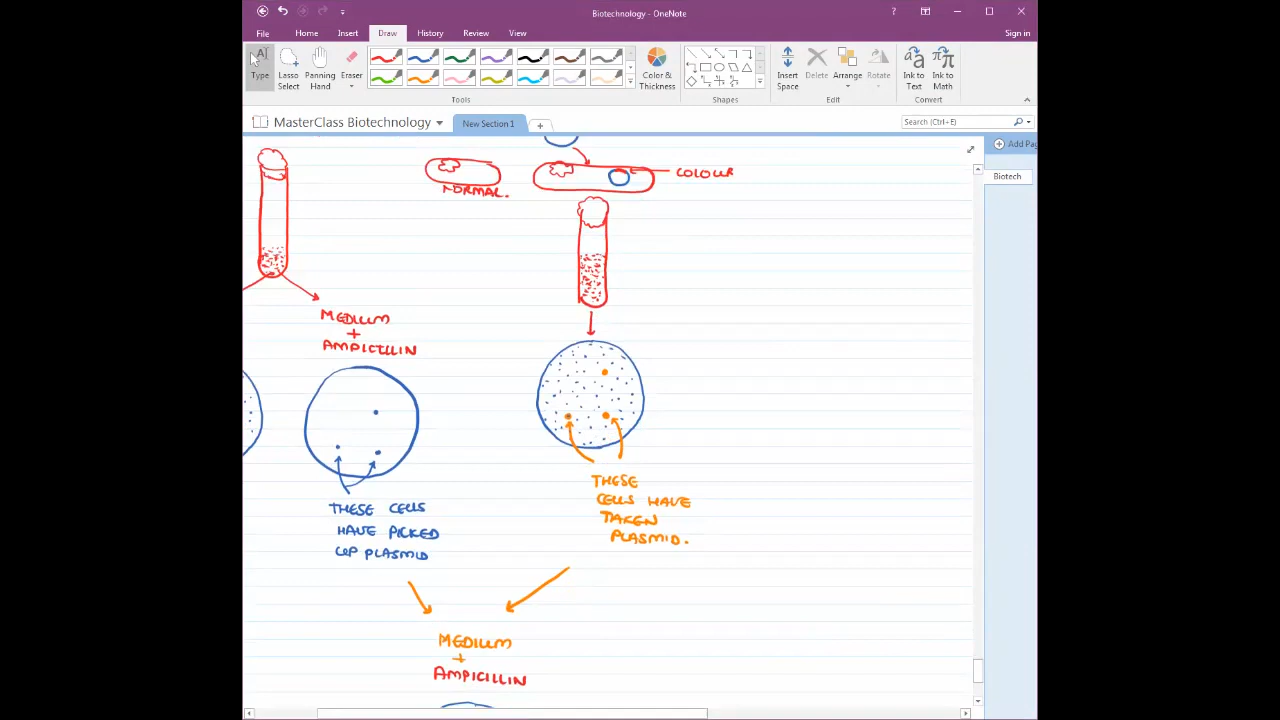 Biotechnology - OneNote
? 
File Home Insert Draw History Review View Sign in
Type
Lasso Select
Panning Hand
Eraser
Color & Thickness
Insert Space
Delete
Arrange
Rotate
Ink to Text
Ink to Math
Tools
Shapes
Edit
Convert
MasterClass Biotechnology
New Section 1
Search (Ctrl+E)
Add Pag
Biotech
NORMAL.
COLOUR
MEDIUM
+
AMPICILLIN
THESE CELLS
HAVE PICKED
UP PLASMID
THESE
CELLS HAVE
TAKEN
PLASMID.
MEDIUM
+
AMPICILLIN